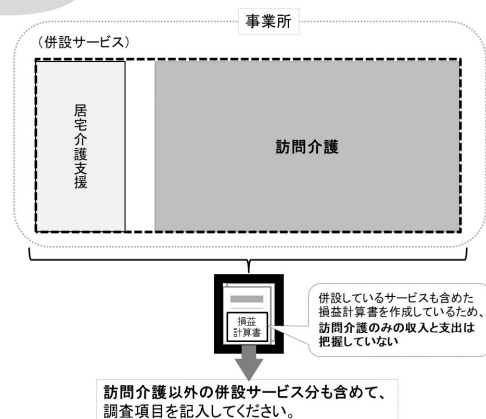 事業所
（併設サービス）
居宅介護支援
訪問介護
損益
計算書
併設しているサービスも含めた
損益計算書を作成しているため、
訪問介護のみの収入と支出は
把握していない
訪問介護以外の併設サービス分も含めて、
調査項目を記入してください。